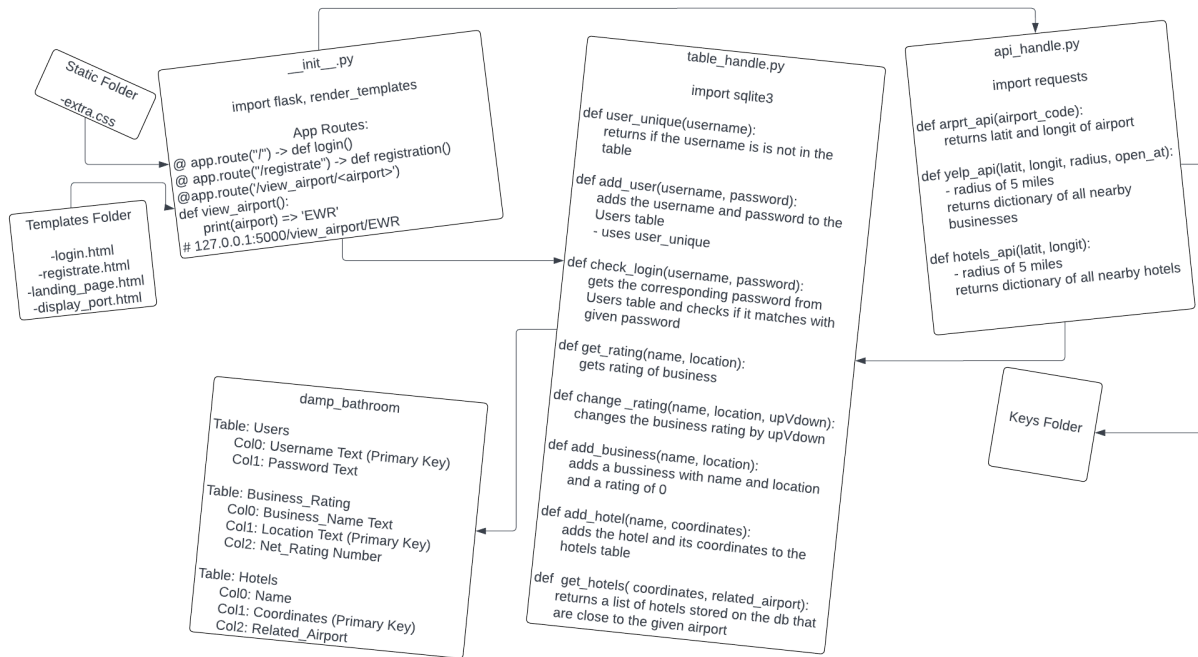 Static Folder
-extra.css
Templates Folder
-login.html
-registrate.html
-landing_page.html
-display_port.html
__init__.py
import flask, render_templates
App Routes:
@ app.route("/") -> def login()
@ app.route("/registrate") -> def registration()
@app.route('/view_airport/<airport>')
def view_airport():
print(airport) => 'EWR'
# 127.0.0.1:5000/view_airport/EWR
damp_bathroom
Table: Users
Col0: Username Text (Primary Key)
Col1: Password Text
Table: Business_Rating
Col0: Business_Name Text
Col1: Location Text (Primary Key)
Col2: Net_Rating Number
Table: Hotels
Col0: Name
Col1: Coordinates (Primary Key)
Col2: Related_Airport
table_handle.py
import sqlite3
def user_unique(username):
returns if the username is is not in the
table
def add_user(username, password):
adds the username and password to the
Users table
- uses user_unique
def check_login(username, password):
gets the corresponding password from
Users table and checks if it matches with
given password
def get_rating(name, location):
gets rating of business
def change _rating(name, location, upVdown):
changes the business rating by upVdown
def add_business(name, location):
adds a bussiness with name and location
and a rating of 0
def add_hotel(name, coordinates):
adds the hotel and its coordinates to the
hotels table
def get_hotels( coordinates, related_airport):
returns a list of hotels stored on the db that
are close to the given airport
api_handle.py
import requests
def arprt_api(airport_code):
returns latit and longit of airport
def yelp_api(latit, longit, radius, open_at):
- radius of 5 miles
returns dictionary of all nearby
businesses
def hotels_api(latit, longit):
- radius of 5 miles
returns dictionary of all nearby hotels
Keys Folder